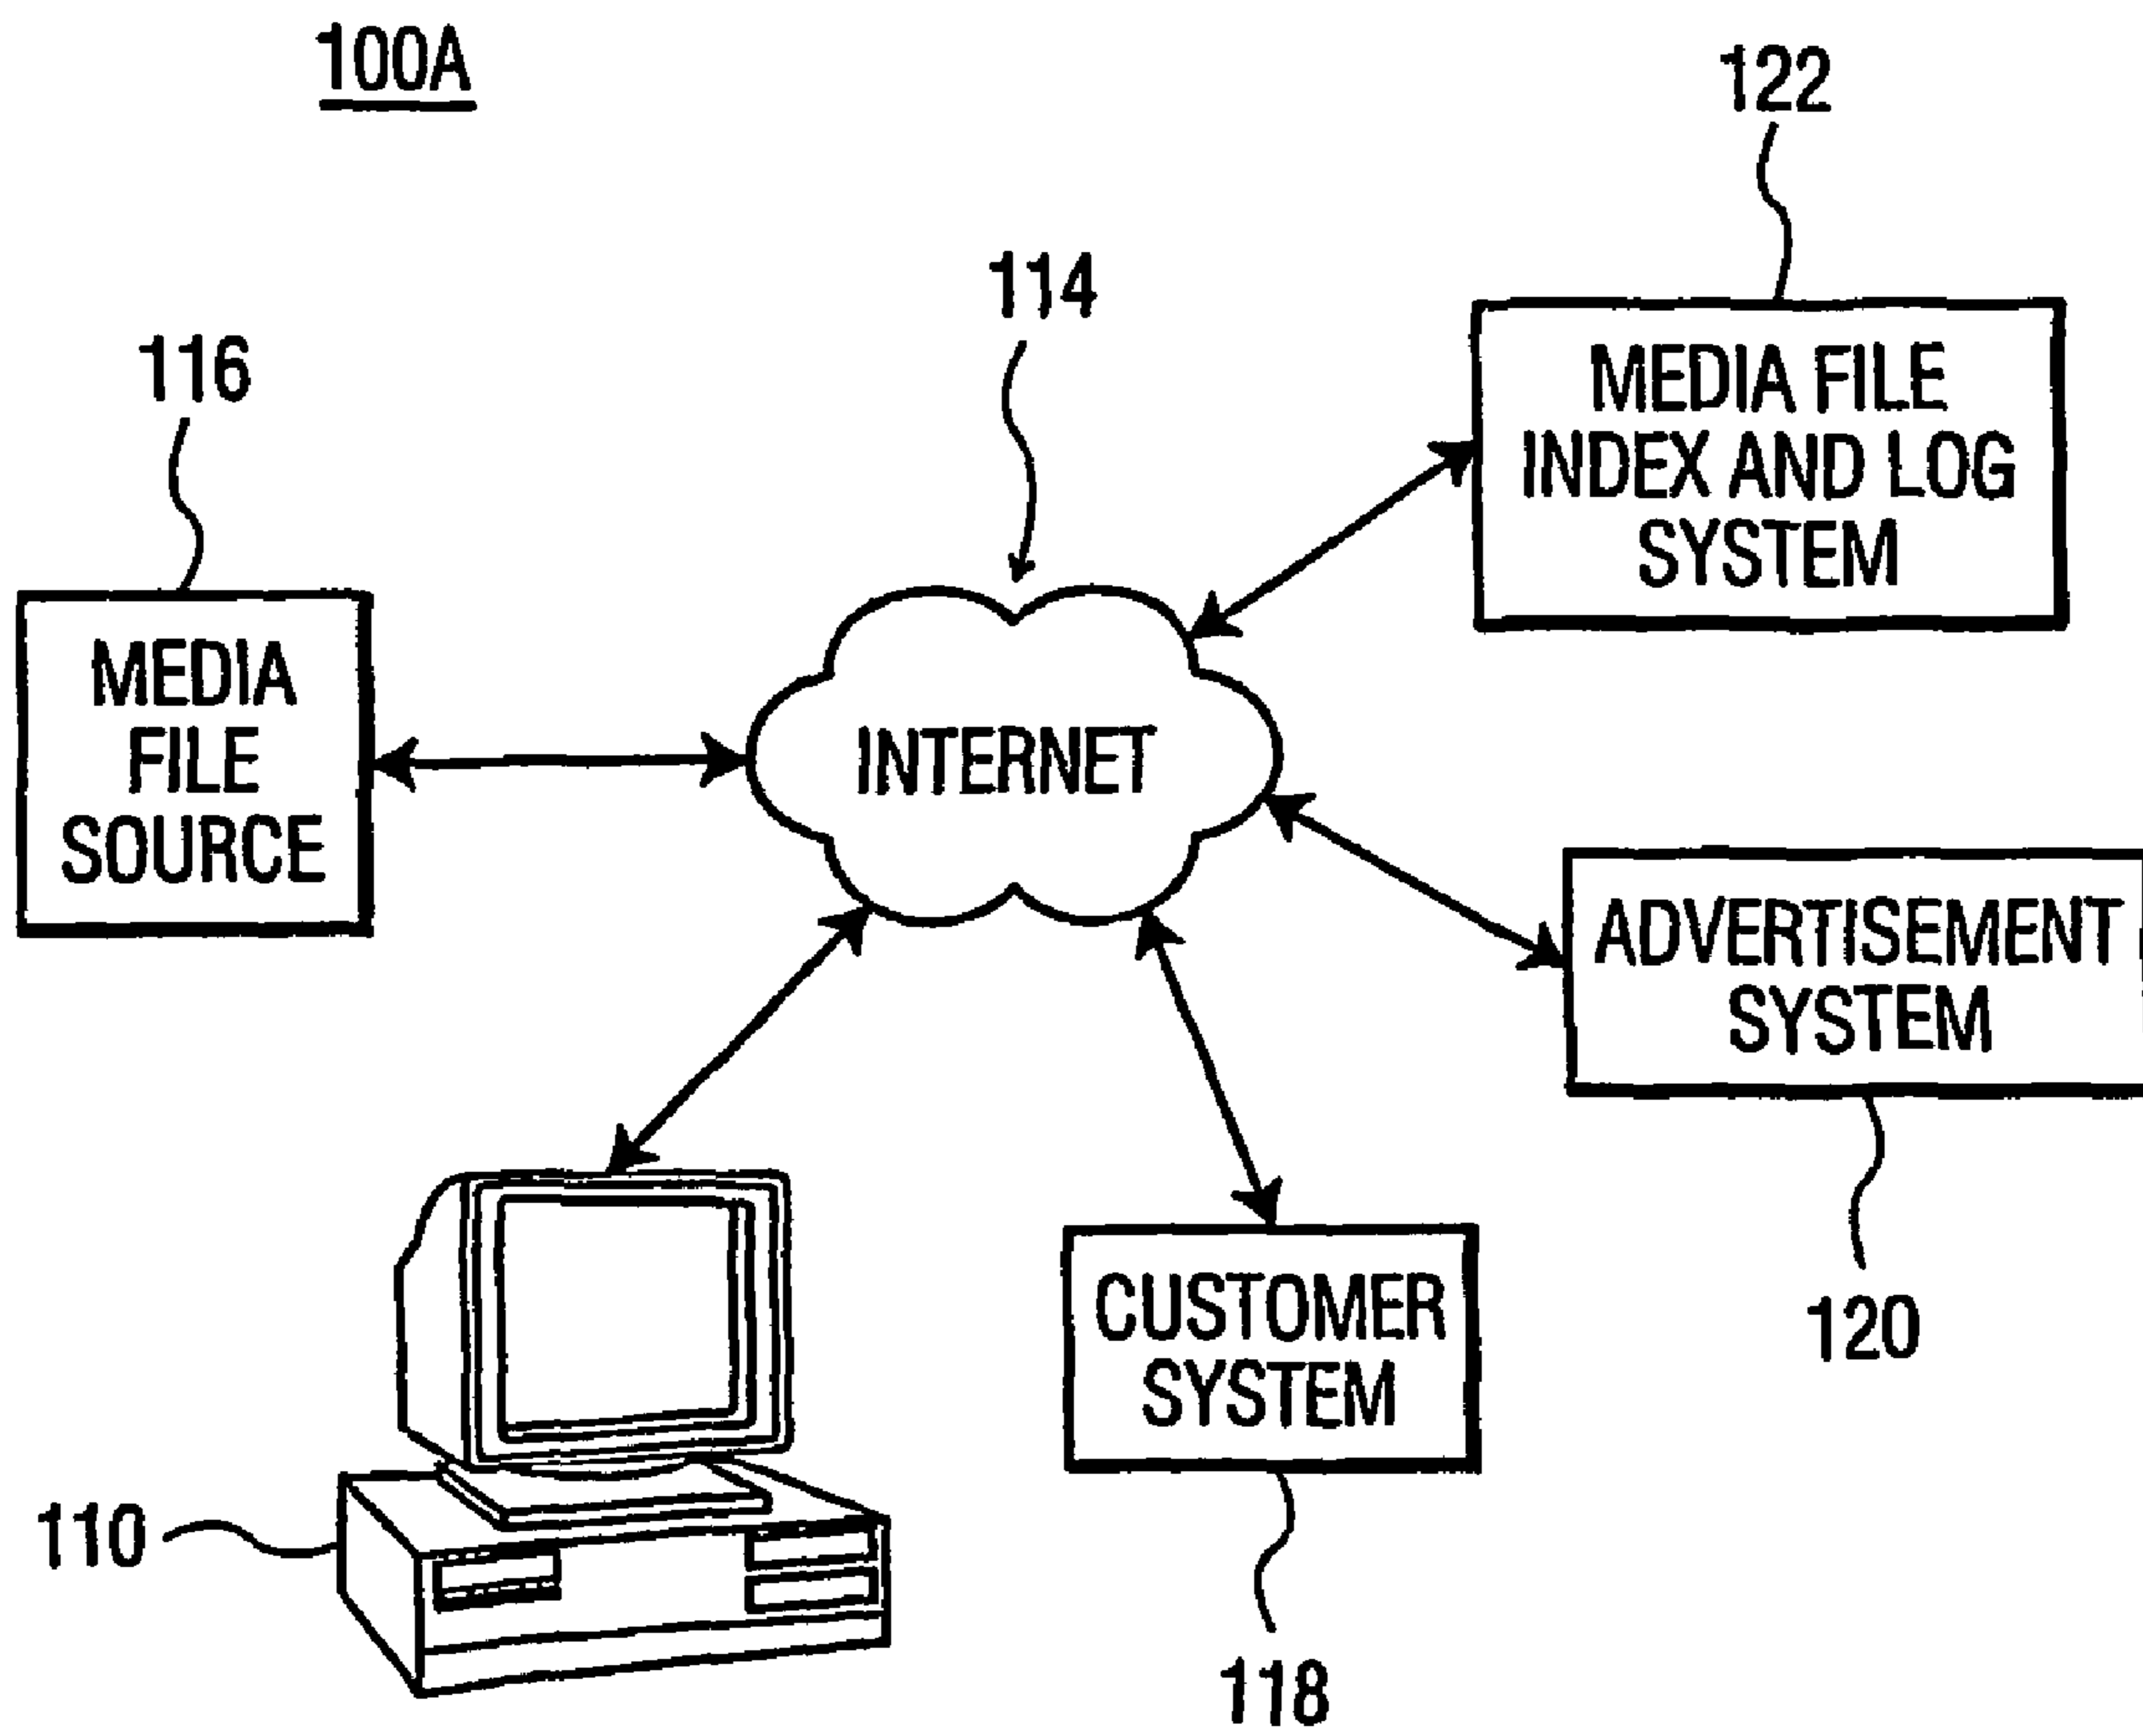 100A
122
114
116
MEDIA FILE
INDEX AND LOG
SYSTEM
MEDIA
FILE
SOURCE
INTERNET
ADVERTISEMENT
SYSTEM
120
CUSTOMER
SYSTEM
110
118